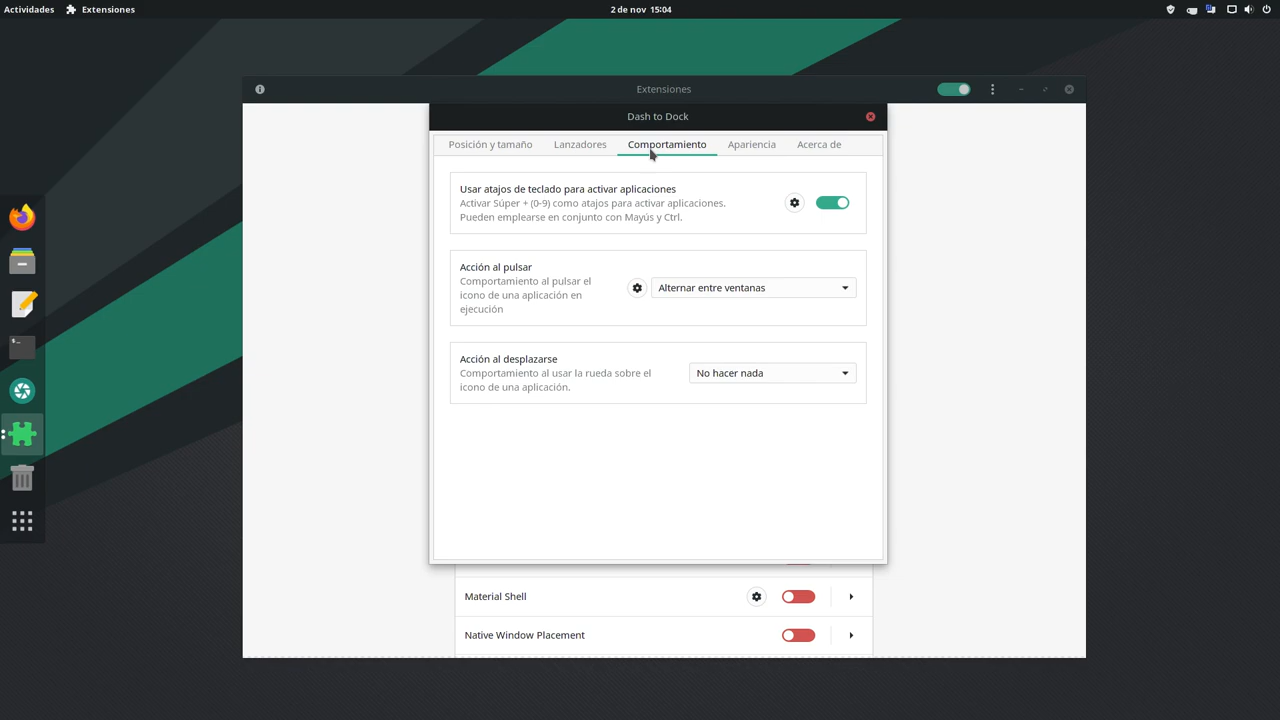 Actividades
Extensiones
2 de nov 15:04
Extensiones
Dash to Dock
Posición y tamaño
Lanzadores
Comportamiento
Apariencia
Acerca de
Usar atajos de teclado para activar aplicaciones
Activar Súper + (0-9) como atajos para activar aplicaciones.
Pueden emplearse en conjunto con Mayús y Ctrl.
Acción al pulsar
Comportamiento al pulsar el
icono de una aplicación en
ejecución
Alternar entre ventanas
Acción al desplazarse
Comportamiento al usar la rueda sobre el
icono de una aplicación.
No hacer nada
Material Shell
Native Window Placement